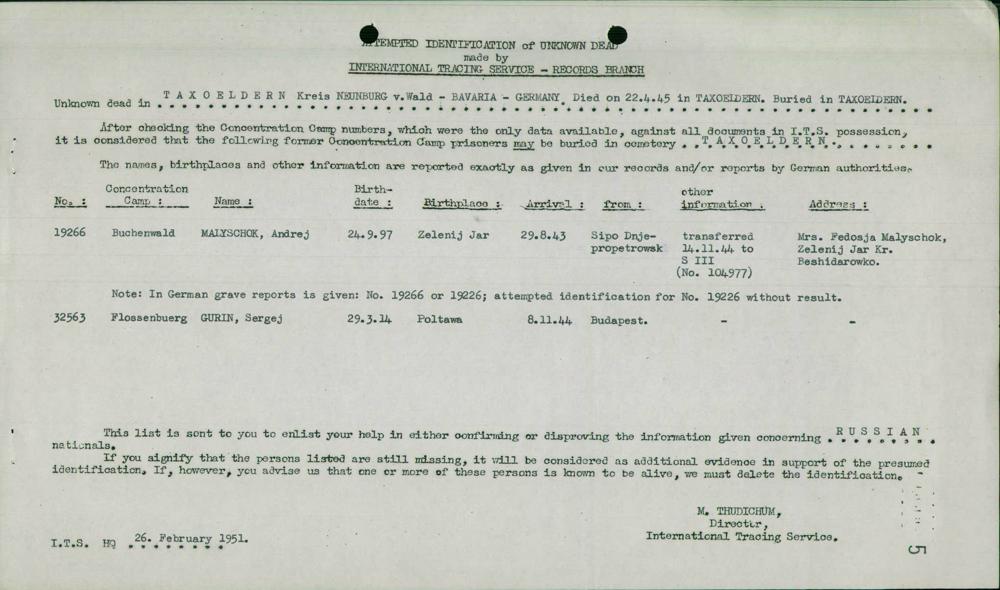 ATTEMPTED IDENTIFICATION of UNKNOWN DEAD
made by
INTERNATIONAL TRACING SERVICE - RECORDS BRANCH
Unknown dead in T A X O E L D E R N Kreis NEUNBURG v.Wald - BAVARIA - GERMANY. Died on 22.4.45 in TAXOELDERN. Buried in TAXOELDERN.
After checking the Concentration Camp numbers, which were the only data available, against all documents in I.T.S. possession,
it is considered that the following former Concentration Camp prisoners may be buried in cemetery . . T A X O E L D E R N . . . . . . . .
The names, birthplaces and other information are reported exactly as given in our records and/or reports by German authorities.
No. : Concentration Camp : Name : Birth-date : Birthplace : Arrival : from : other information : Address :
19266 Buchenwald MALYSCHOK, Andrej 24.9.97 Zelenij Jar 29.8.43 Sipo Dnje- transferred Mrs. Fedosja Malyschok,
propetrowsk 14.11.44 to Zelenij Jar Kr.
S III Beshidarowko.
(No. 104977)
Note: In German grave reports is given: No. 19266 or 19226; attempted identification for No. 19226 without result.
32563 Flossenbuerg GURIN, Sergej 29.3.14 Poltawa 8.11.44 Budapest. - -
This list is sent to you to enlist your help in either confirming or disproving the information given concerning R U S S I A N
nationals.
If you signify that the persons listed are still missing, it will be considered as additional evidence in support of the presumed
identification. If, however, you advise us that one or more of these persons is known to be alive, we must delete the identification.
M. THUDICHUM,
Director,
International Tracing Service.
I.T.S. HQ 26. February 1951.
5